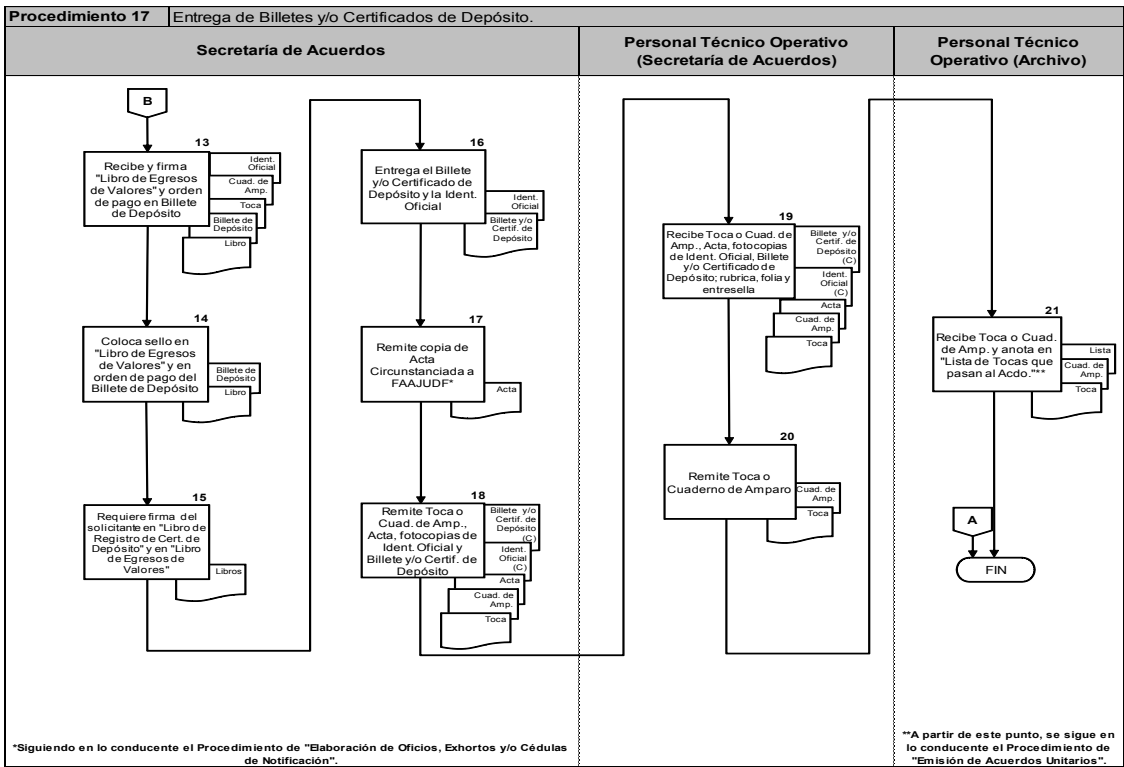 Procedimiento 17
Entrega de Billetes y/o Certificados de Depósito.
Secretaría de Acuerdos
Personal Técnico Operativo
(Secretaría de Acuerdos)
Personal Técnico
Operativo (Archivo)
B
13
Recibe y firma
"Libro de Egresos
de Valores" y orden
de pago en Billete
de Depósito
Ident.
Oficial
Cuad. de
Amp.
Toca
Billete de
Depósito
Libro
14
Coloca sello en
"Libro de Egresos
de Valores" y en
orden de pago del
Billete de Depósito
Billete de
Depósito
Libro
15
Requiere firma del
solicitante en "Libro de
Registro de Cert. de
Depósito" y en "Libro
de Egresos de
Valores"
Libros
16
Entrega el Billete
y/o Certificado de
Depósito y la Ident.
Oficial
Ident.
Oficial
Billete y/o
Certif. de
Depósito
17
Remite copia de
Acta
Circunstanciada a
FAAJUDF*
Acta
18
Remite Toca o
Cuad. de Amp.,
Acta, fotocopias de
Ident. Oficial y
Billete y/o Certif. de
Depósito
Billete y/o
Certif. de
Depósito
(C)
Ident.
Oficial
(C)
Acta
Cuad. de
Amp.
Toca
19
Recibe Toca o Cuad. de
Amp., Acta, fotocopias
de Ident. Oficial, Billete
y/o Certificado de
Depósito; rubrica, folia y
entresella
Billete y/o
Certif. de
Depósito
(C)
Ident.
Oficial
(C)
Acta
Cuad. de
Amp.
Toca
20
Remite Toca o
Cuaderno de Amparo
Cuad. de
Amp.
Toca
21
Recibe Toca o Cuad.
de Amp. y anota en
"Lista de Tocas que
pasan al Acdo."**
Lista
Cuad. de
Amp.
Toca
A
FIN
*Siguiendo en lo conducente el Procedimiento de "Elaboración de Oficios, Exhortos y/o Cédulas
de Notificación".
**A partir de este punto, se sigue en
lo conducente el Procedimiento de
"Emisión de Acuerdos Unitarios".